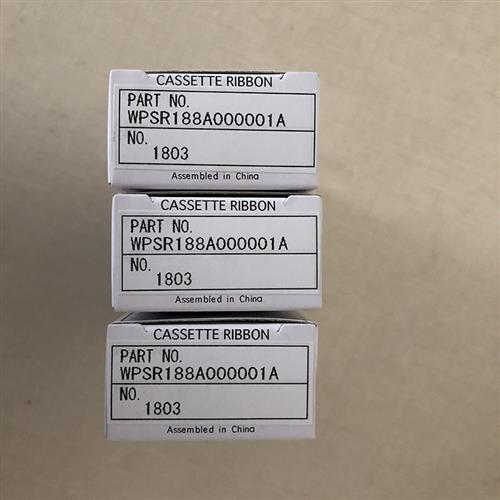 CASSETTE RIBBON
PART NO.
WPSR188A000001A
NO.
1803
Assembled in China
CASSETTE RIBBON
PART NO.
WPSR188A000001A
NO.
1803
Assembled in China
CASSETTE RIBBON
PART NO.
WPSR188A000001A
NO.
1803
Assembled in China